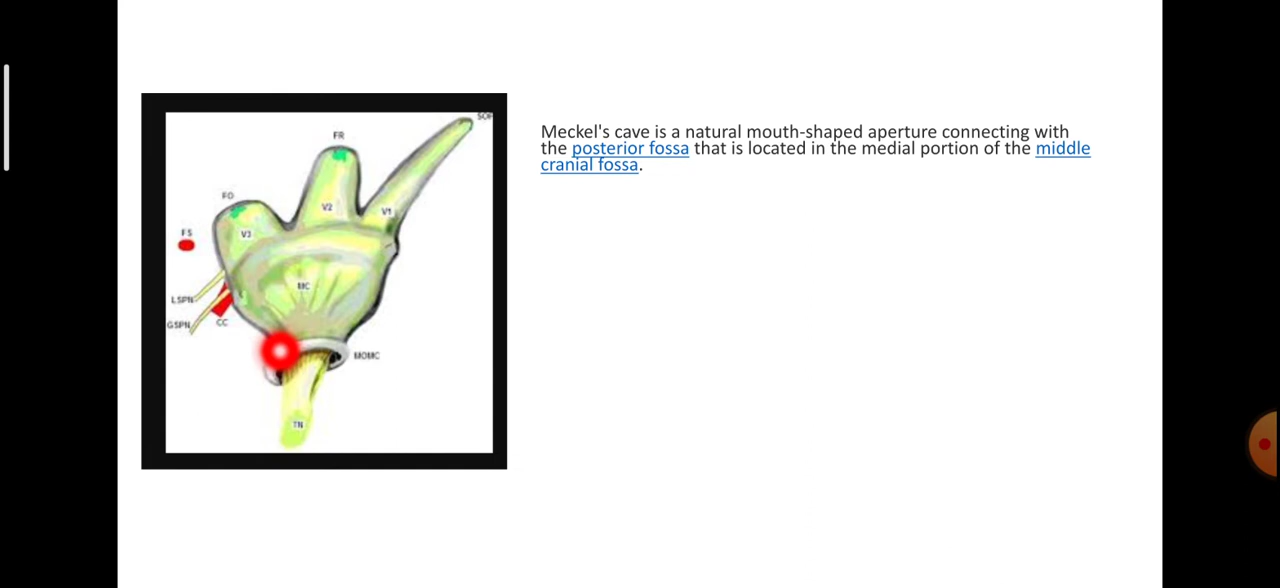 SOF
FR
FO
V2
V1
FS
V3
MC
LSPN
GSPN
CC
MOMC
TN
Meckel's cave is a natural mouth-shaped aperture connecting with
the posterior fossa that is located in the medial portion of the middle
cranial fossa.